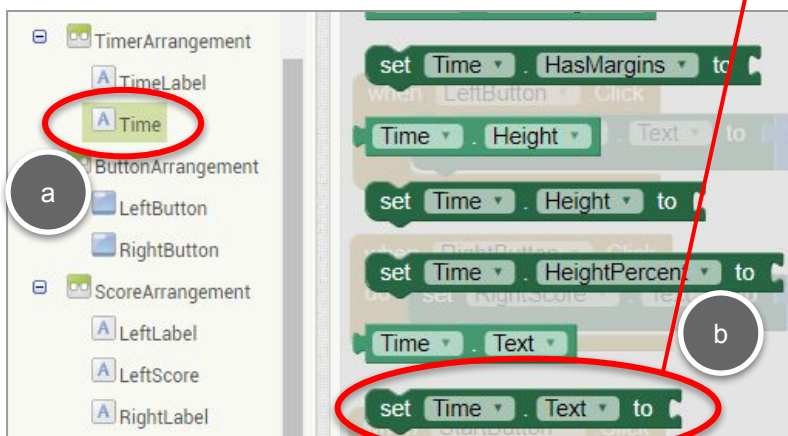 TimerArrangement
TimeLabel
Time
ButtonArrangement
LeftButton
RightButton
ScoreArrangement
LeftLabel
LeftScore
RightLabel
a
set Time . HasMargins to
when LeftButton . Click
Time . Height
. Text to
set Time . Height to
when RightButton . Click
set Time . HeightPercent to
do set RightScore . Text to
Time . Text
b
set Time . Text to
when StartButton . Click